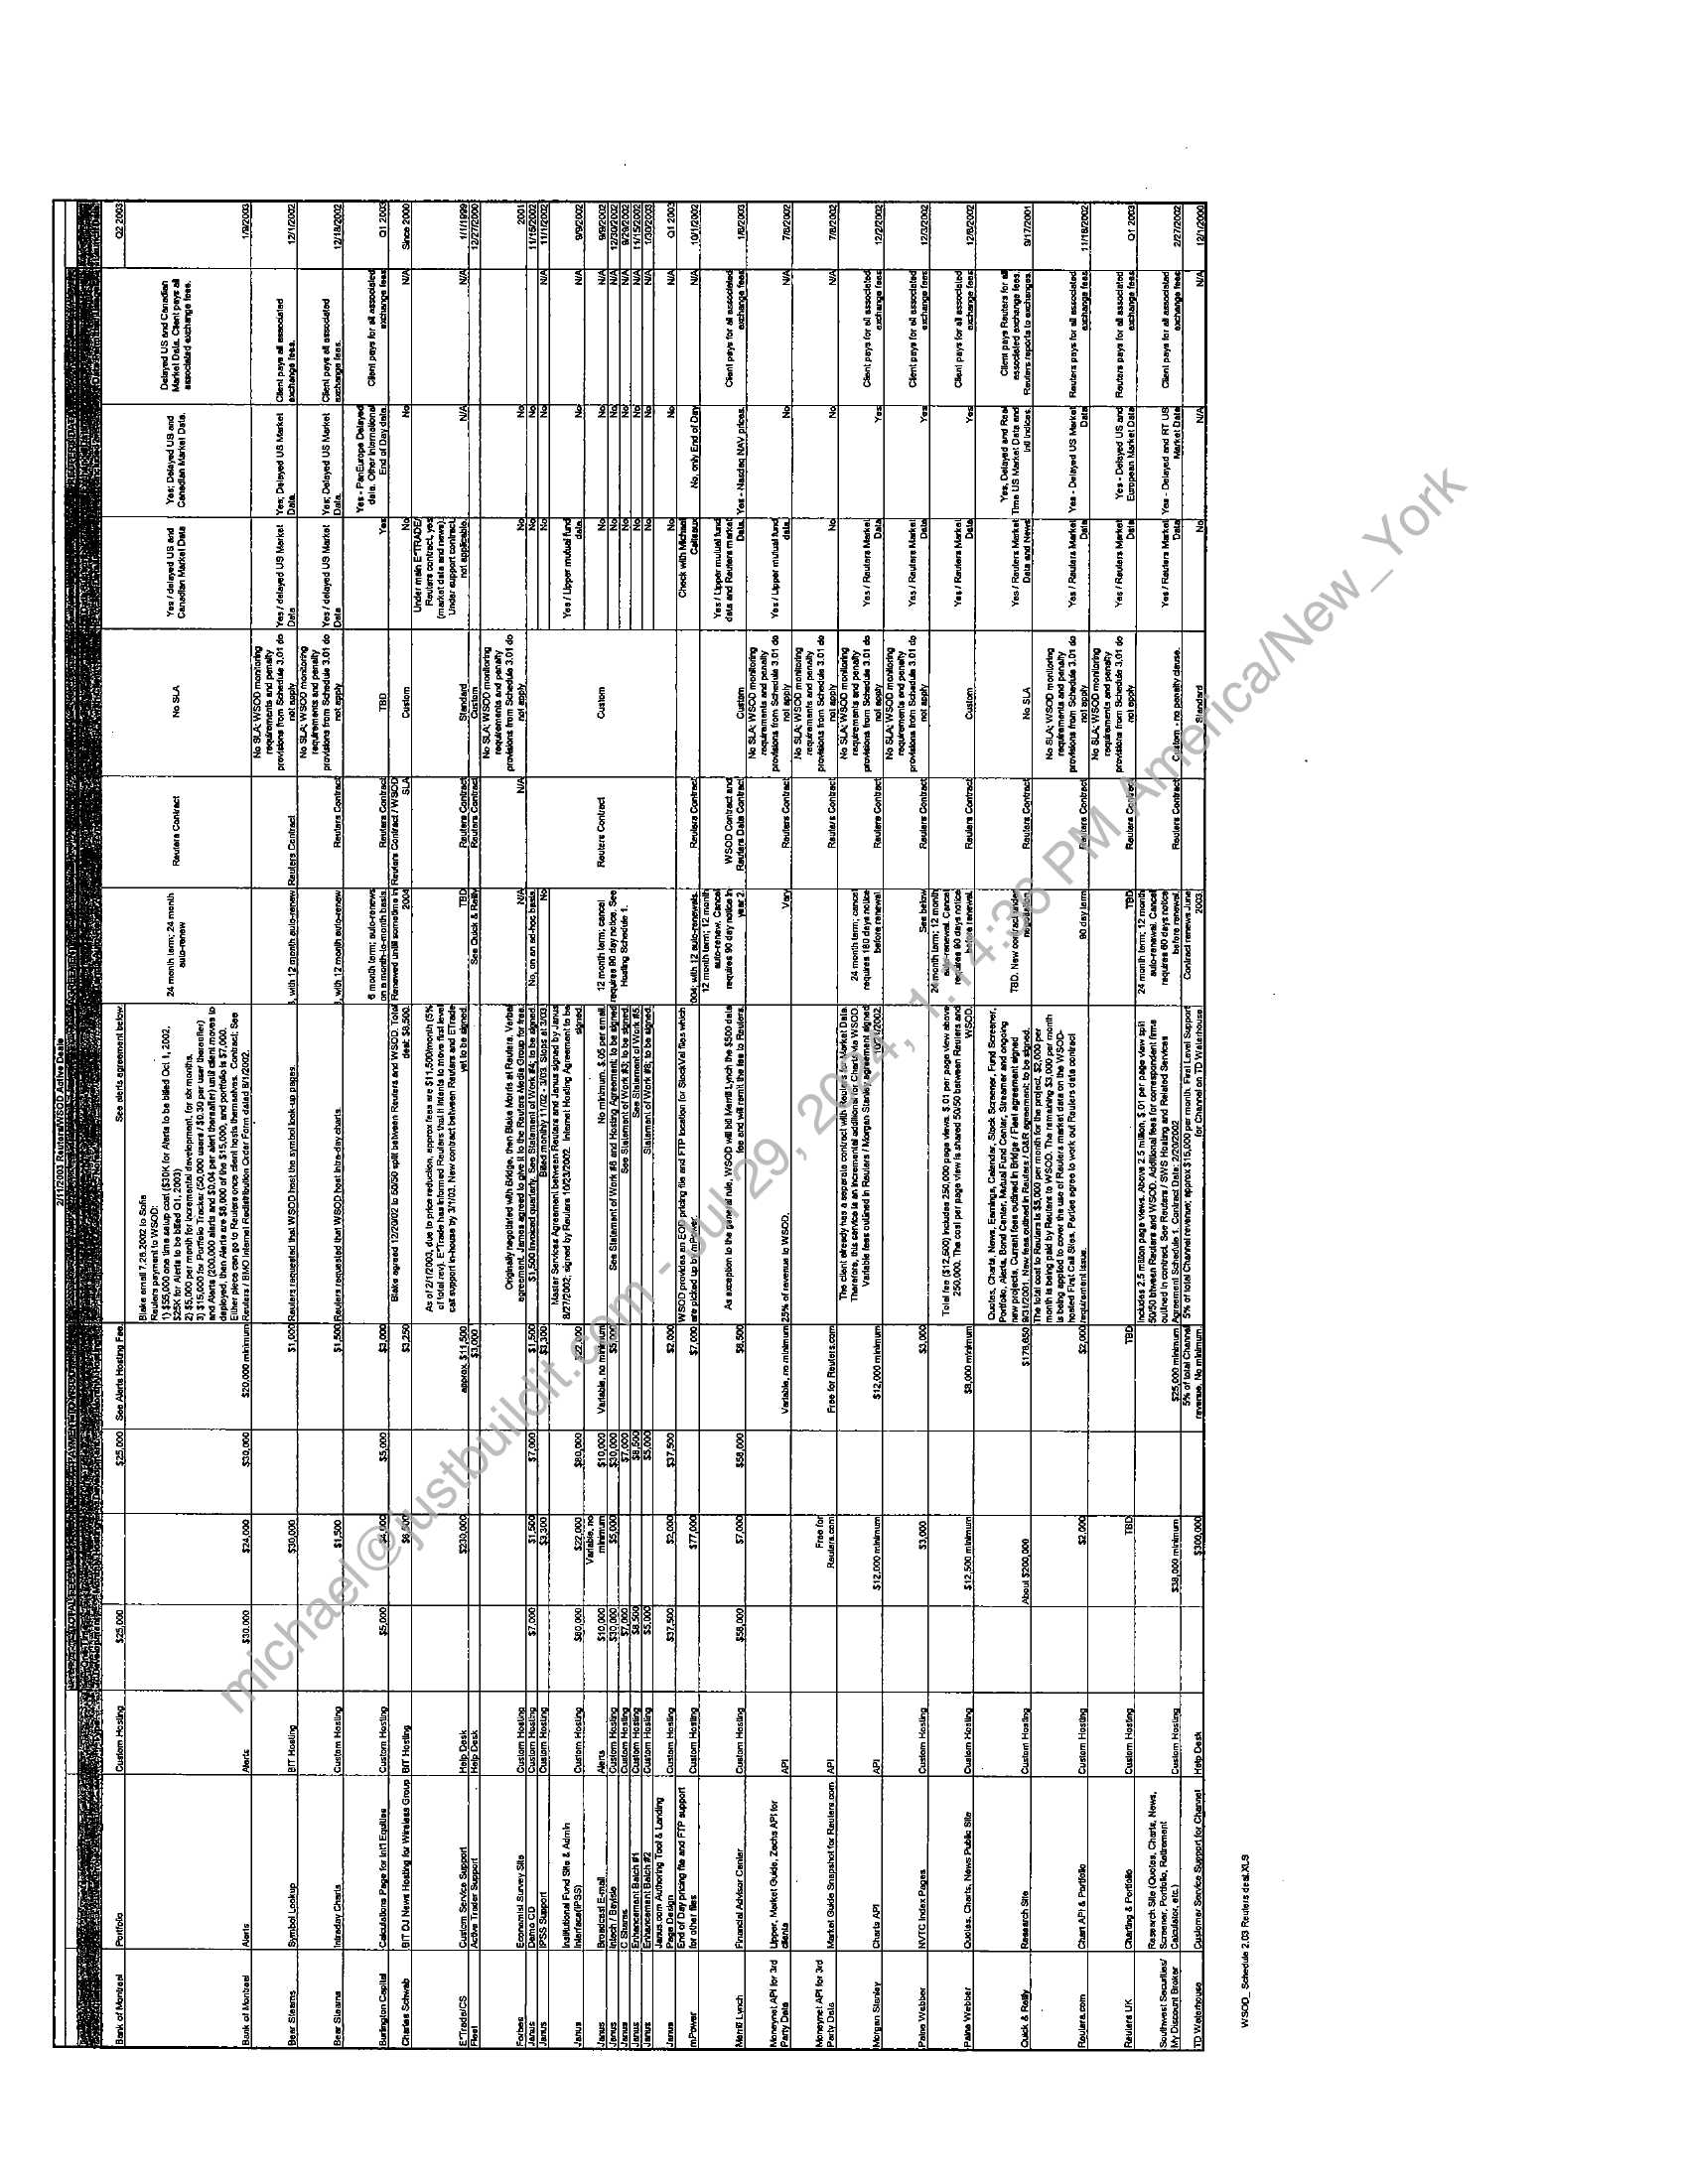 2/11/2003 Reuters/WSOD Active Deals
Bank of Montreal Portfolio Custom Hosting $25,000 $25,000 See Alerts Hosting Fee See alerts agreement below. 24 month term; 24 month auto-renew Reuters Contract No SLA Yes / delayed US and Canadian Market Data Yes; Delayed US and Canadian Market Data. Delayed US and Canadian Market Data. Client pays all associated exchange fees. Q2 2003
Blake email 7.26.2002 to Sofia
Reuters payment to WSOD:
1) $55,000 one time setup cost ($30K for Alerts to be billed Oct 1, 2002,
$25K for Alerts to be billed Q1, 2003)
2) $5,000 per month for incremental development, for six months.
3) $15,000 for Portfolio Tracker (50,000 users / $0.30 per user thereafter)
and Alerts (200,000 alerts and $0.04 per alert thereafter) until client moves to
deployed, then Alerts are $8,000 of the $15,000, and portfolio is $7,000.
Either piece can go to Reuters once client hosts themselves. Contract: See
Bank of Montreal Alerts Alerts $30,000 $24,000 $30,000 $20,000 minimum Reuters / BMO Internet Redistribution Order Form dated 8/1/2002. 1/9/2003
Bear Stearns Symbol Lookup BIT Hosting $30,000 $1,000 Reuters requested that WSOD host the symbol look-up pages. , with 12 month auto-renew Reuters Contract No SLA; WSOD monitoring requirements and penalty provisions from Schedule 3.01 do not apply Yes / delayed US Market Data Yes; Delayed US Market Data. Client pays all associated exchange fees. 12/1/2002
Bear Stearns Intraday Charts Custom Hosting $1,500 $1,500 Reuters requested that WSOD host intra-day charts. , with 12 month auto-renew Reuters Contract No SLA; WSOD monitoring requirements and penalty provisions from Schedule 3.01 do not apply Yes / delayed US Market Data Yes; Delayed US Market Data. Client pays all associated exchange fees. 12/18/2002
Burlington Capital Calculations Page for Int'l Equities Custom Hosting $5,000 $4,000 $5,000 $3,000 6 month term; auto-renews on a month-to-month basis. Reuters Contract TBD Yes Yes - PanEurope Delayed data. Other International End of Day data. Client pays for all associated exchange fees Q1 2003
Charles Schwab BIT DJ News Hosting for Wireless Group BIT Hosting $6,500 $3,250 Blake agreed 12/20/02 to 50/50 split between Reuters and WSOD. Total deal: $6,500. Renewed until sometime in 2004 Reuters Contract / WSOD SLA Custom No No N/A Since 2000
E*Trade/CS Custom Service Support Help Desk $230,000 approx. $11,500 As of 2/1/2003, due to price reduction, approx fees are $11,500/month (5% of total rev). E*Trade has informed Reuters that it intends to move first level call support in-house by 3/1/03. New contract between Reuters and ETrade yet to be signed. TBD Reuters Contract Standard Under main E*TRADE/ Reuters contract, yes (market data and news). Under support contract, not applicable. N/A N/A 1/1/1999
Fleet Active Trader Support Help Desk $3,000 See Quick & Reilly Reuters Contract Custom 12/27/2000
Forbes Economist Survey Site Custom Hosting Originally negotiated with Bridge, then Blake Morris at Reuters. Verbal agreement. James agreed to give it to the Reuters Media Group for free. N/A N/A No SLA; WSOD monitoring requirements and penalty provisions from Schedule 3.01 do not apply No No 2001
Janus Demo CD Custom Hosting $7,000 $1,500 $7,000 $1,500 $1,500 invoiced quarterly. See Statement of Work #4; to be signed. No, on an ad-hoc basis No No 11/15/2002
Janus IPSS Support Custom Hosting $3,300 $3,300 Billed monthly 11/02 - 3/03. Stops at 3/03. No No No N/A 11/1/2002
Janus Institutional Fund Site & Admin Interface(IPSS) Custom Hosting $80,000 $22,000 $80,000 $22,000 Master Services Agreement between Reuters and Janus signed by Janus 8/27/2002; signed by Reuters 10/23/2002. Internet Hosting Agreement to be signed. 12 month term, cancel requires 90 day notice. See Hosting Schedule 1. Reuters Contract Custom Yes / Lipper mutual fund data. No N/A 9/9/2002
Janus Broadcast E-mail Alerts $10,000 Variable, no minimum $10,000 Variable, no minimum No minimum. $.05 per email. No No N/A 9/9/2002
Janus Intech / Bayisle Custom Hosting $30,000 $5,000 $30,000 $5,000 See Statement of Work #6 and Hosting Agreement; to be signed No No N/A 12/30/2002
Janus C Shares Custom Hosting $7,000 $7,000 See Statement of Work #3; to be signed. No No N/A 9/29/2002
Janus Enhancement Batch #1 Custom Hosting $8,500 $8,500 See Statement of Work #5. No No N/A 11/15/2002
Janus Enhancement Batch #2 Custom Hosting $5,000 $5,000 Statement of Work #8; to be signed. No No N/A 1/30/2003
Janus Janus.com Authoring Tool & Landing Page Design Custom Hosting $37,500 $2,000 $37,500 $2,000 No No N/A Q1 2003
mPower End of Day pricing file and FTP support for other files $77,000 $7,000 WSOD provides an EOD pricing file and FTP location for StockVal files which are picked up by mPower. 004; with 12 auto-renewals. Reuters Contract Check with Michael No, only End of Day N/A 10/1/2002
Merrill Lynch Financial Advisor Center Custom Hosting $58,000 $7,000 $58,000 $6,500 As exception to the general rule, WSOD will bill Merrill Lynch the $500 data fee and will remit the fee to Reuters. 12 month term; 12 month auto-renew. Cancel requires 90 day notice in year 2. WSOD Contract and Reuters Data Contract Custom Yes / Lipper mutual fund data and Reuters market Data. Yes - Nasdaq NAV prices. Client pays for all associated exchange fees 1/6/2003
Moneynet API for 3rd Party Data Lipper, Market Guide, Zachs API for clients API Variable, no minimum 25% of revenue to WSOD. Vary Reuters Contract No SLA; WSOD monitoring requirements and penalty provisions from Schedule 3.01 do not apply Yes / Lipper mutual fund data. No N/A 7/6/2002
Moneynet API for 3rd Party Data Market Guide Snapshot for Reuters.com API Free for Reuters.com Free for Reuters.com Reuters Contract No SLA; WSOD monitoring requirements and penalty provisions from Schedule 3.01 do not apply No No N/A 7/8/2002
Morgan Stanley Charts API API $12,000 minimum $12,000 minimum The client already has a separate contract with Reuters for Market Data. Therefore, this service is an incremental additional for Charts via WSOD. Variable fees outlined in Reuters / Morgan Stanley agreement signed 24 month term; cancel requires 180 days notice before renewal Reuters Contract No SLA; WSOD monitoring requirements and penalty provisions from Schedule 3.01 do not apply Yes / Reuters Market Data Yes Client pays for all associated exchange fees 12/2/2002
Paine Webber NVTC Index Pages Custom Hosting $3,000 $3,000 See below Reuters Contract No SLA; WSOD monitoring requirements and penalty provisions from Schedule 3.01 do not apply Yes / Reuters Market Data Yes Client pays for all associated exchange fees 12/3/2002
Paine Webber Quotes, Charts, News Public Site Custom Hosting $12,500 minimum $8,000 minimum Total fee ($12,500) includes 250,000 page views. $.01 per page view above 250,000. The cost per page view is shared 50/50 between Reuters and WSOD. 24 month term; 12 month auto-renewal. Cancel requires 90 days notice before renewal. Reuters Contract Custom Yes / Reuters Market Data Yes Client pays for all associated exchange fees 12/6/2002
Quick & Reilly Research Site Custom Hosting About $200,000 $178,650 Quotes, Charts, News, Earnings, Calendar, Stock Screener, Fund Screener, Portfolio, Alerts, Bond Center, Mutual Fund Center, Streamer and ongoing new projects. Current fees outlined in Bridge / Fleet agreement signed 8/31/2001. New fees outlined in Reuters / Q&R agreement; to be signed. TBD. New contract under negotiation. Reuters Contract No SLA Yes / Reuters Market Data and News Yes, Delayed and Real Time US Market Data and Intl Indices. Client pays Reuters for all associated exchange fees. Reuters reports to exchanges. 9/17/2001
Reuters.com Chart API & Portfolio Custom Hosting $2,000 $2,000 The total cost to Reuters is $5,000 per month for the project. $2,000 per month is being paid by Reuters to WSOD. The remaining $3,000 per month is being applied to cover the use of Reuters market data on the WSOD-hosted First Call Sites. Parties agree to work out Reuters data contract requirement issue. 90 day term Reuters Contract No SLA; WSOD monitoring requirements and penalty provisions from Schedule 3.01 do not apply Yes / Reuters Market Data Yes - Delayed US Market Data Reuters pays for all associated exchange fees 11/18/2002
Reuters UK Charting & Portfolio Custom Hosting TBD TBD TBD Reuters Contract No SLA; WSOD monitoring requirements and penalty provisions from Schedule 3.01 do not apply Yes / Reuters Market Data Yes - Delayed US and European Market Data Reuters pays for all associated exchange fees Q1 2003
Southwest Securities/ My Discount Broker Research Site (Quotes, Charts, News, Screener, Portfolio, Retirement Calculator, etc.) Custom Hosting $38,000 minimum $25,000 minimum Includes 2.5 million page views. Above 2.5 million, $.01 per page view split 50/50 between Reuters and WSOD. Additional fees for correspondent firms outlined in contract. See Reuters / SWS Hosting and Related Services Agreement Schedule 1. Contract Date: 2/20/2002 24 month term; 12 month auto-renewal. Cancel requires 60 days notice before renewal. Reuters Contract Custom - no penalty clause. Yes / Reuters Market Data Yes - Delayed and RT US Market Data Client pays for all associated exchange fees 2/27/2002
TD Waterhouse Customer Service Support for Channel Help Desk $300,000 5% of total Channel revenue. No minimum. 5% of total Channel revenue; approx $15,000 per month. First Level Support for Channel on TD Waterhouse. Contract renews June 2003 Standard No N/A N/A 12/1/2000
WSOD_ Schedule 2.03 Reuters deal.XLS
michael@justbuildit.com - Jul 29, 2024, 1:14:36 PM America/New_York